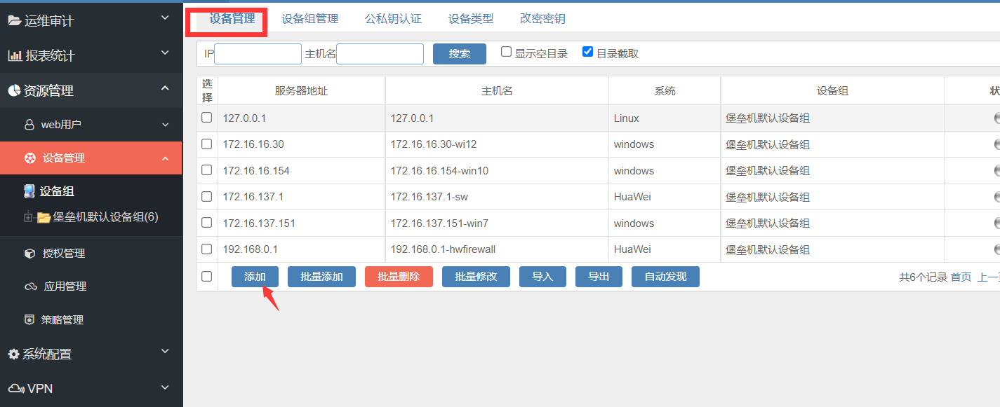 运维审计
报表统计
资源管理
web用户
设备管理
设备组
堡垒机默认设备组(6)
授权管理
应用管理
策略管理
系统配置
VPN
设备管理 设备组管理 公私钥认证 设备类型 改密密钥
IP 主机名 搜索 显示空目录 目录截取
选择 服务器地址 主机名 系统 设备组 状
127.0.0.1 127.0.0.1 Linux 堡垒机默认设备组
172.16.16.30 172.16.16.30-wi12 windows 堡垒机默认设备组
172.16.16.154 172.16.16.154-win10 windows 堡垒机默认设备组
172.16.137.1 172.16.137.1-sw HuaWei 堡垒机默认设备组
172.16.137.151 172.16.137.151-win7 windows 堡垒机默认设备组
192.168.0.1 192.168.0.1-hwfirewall HuaWei 堡垒机默认设备组
添加 批量添加 批量删除 批量修改 导入 导出 自动发现 共6个记录 首页 上一